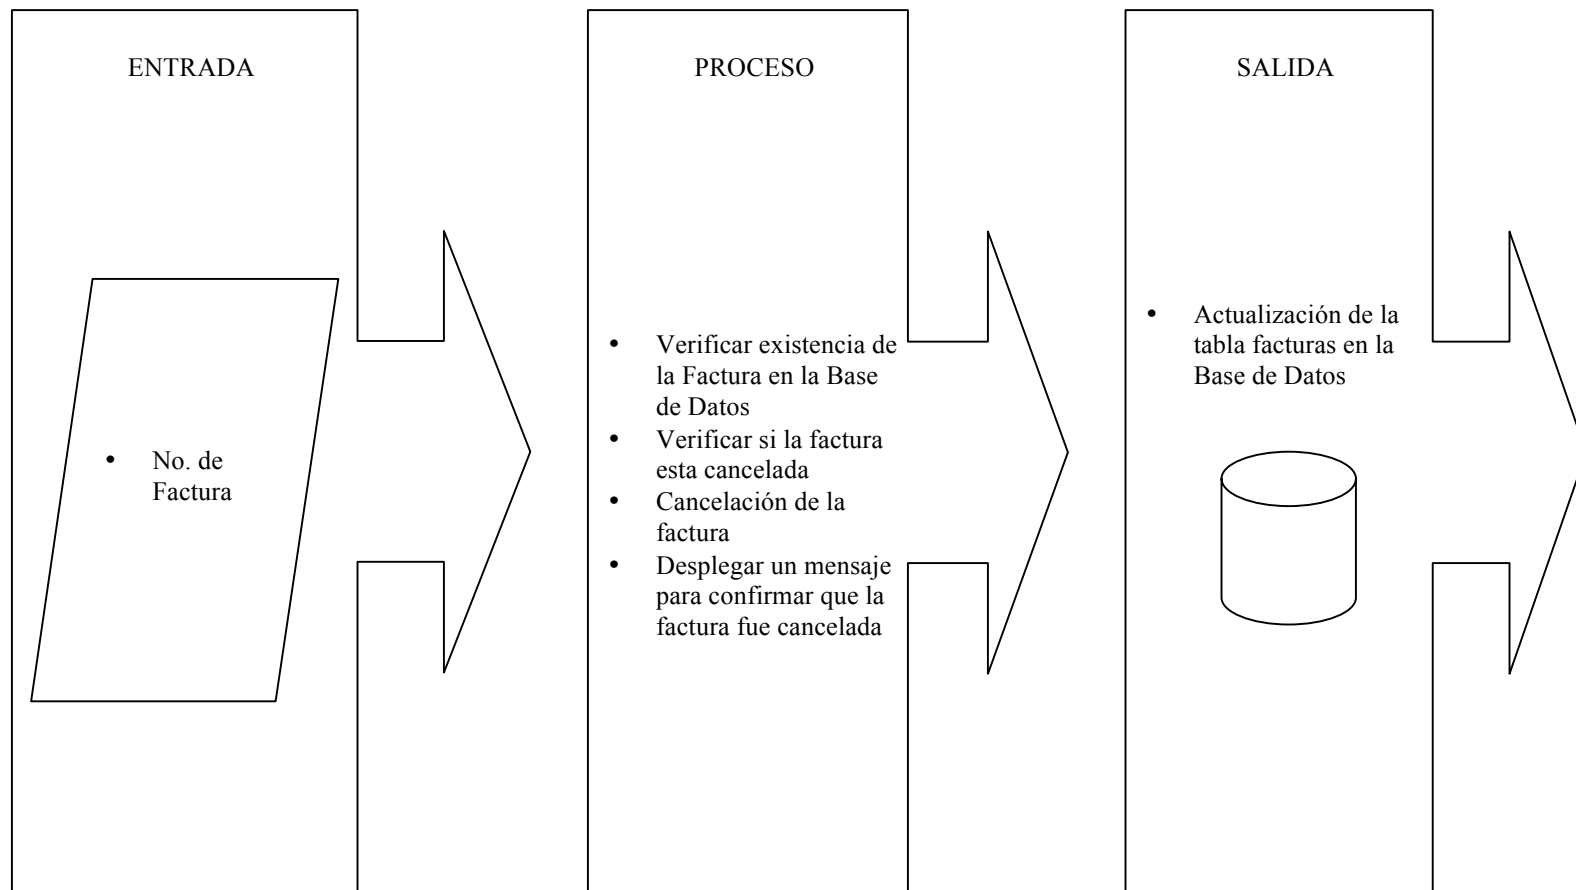 ENTRADA
• No. de
Factura
PROCESO
• Verificar existencia de
la Factura en la Base
de Datos
• Verificar si la factura
esta cancelada
• Cancelación de la
factura
• Desplegar un mensaje
para confirmar que la
factura fue cancelada
SALIDA
• Actualización de la
tabla facturas en la
Base de Datos